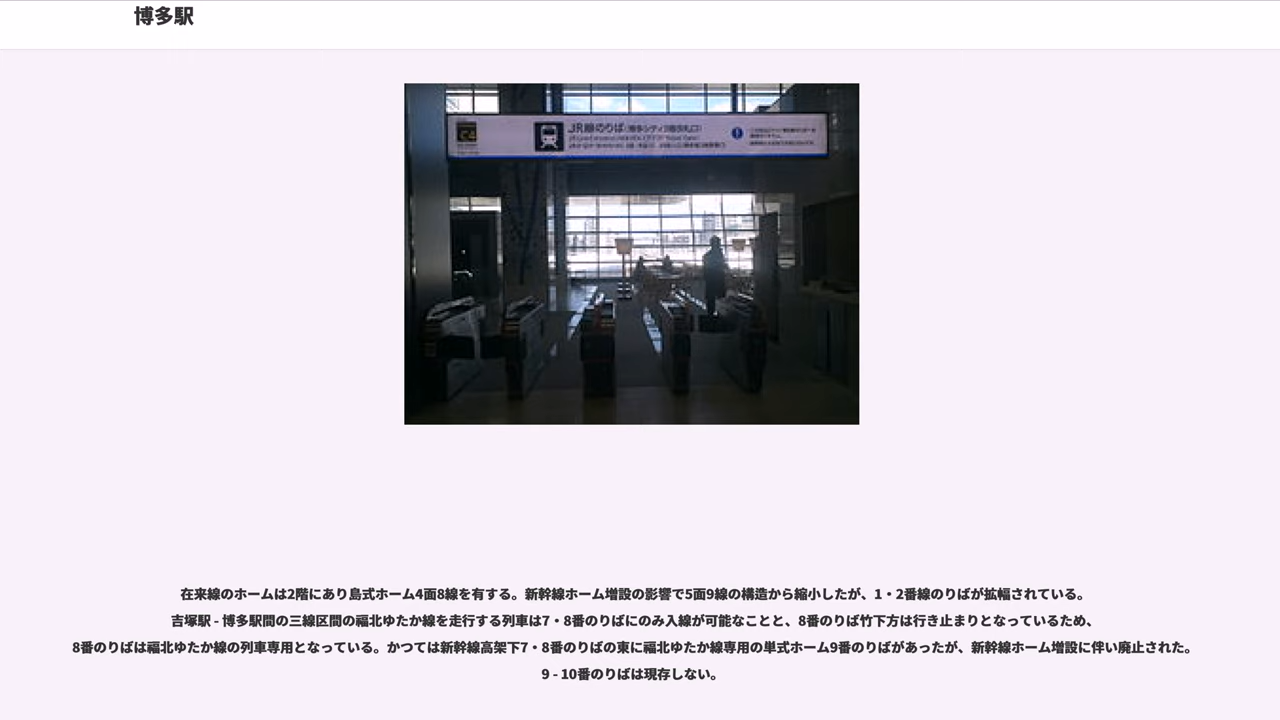 博多駅
C4
JR線のりば（博多シティ3階改札口）
在来線のホームは2階にあり島式ホーム4面8線を有する。新幹線ホーム増設の影響で5面9線の構造から縮小したが、1・2番線のりばが拡幅されている。
吉塚駅 - 博多駅間の三線区間の福北ゆたか線を走行する列車は7・8番のりばにのみ入線が可能なことと、8番のりば竹下方は行き止まりとなっているため、
8番のりばは福北ゆたか線の列車専用となっている。かつては新幹線高架下7・8番のりばの東に福北ゆたか線専用の単式ホーム9番のりばがあったが、新幹線ホーム増設に伴い廃止された。
9 - 10番のりばは現存しない。